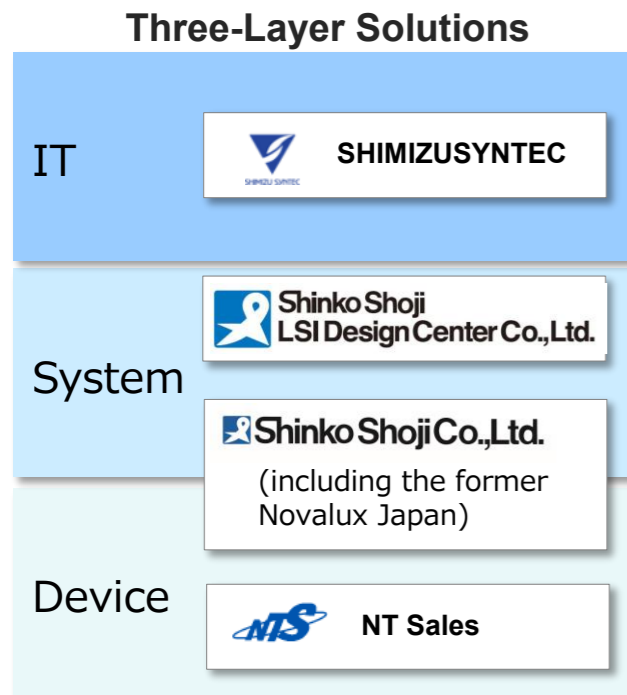 Three-Layer Solutions
IT
SHIMIZU SYNTEC
SHIMIZUSYNTEC
System
Shinko Shoji
LSI Design Center Co.,Ltd.
Shinko Shoji Co.,Ltd.
(including the former
Novalux Japan)
Device
NTS
NT Sales